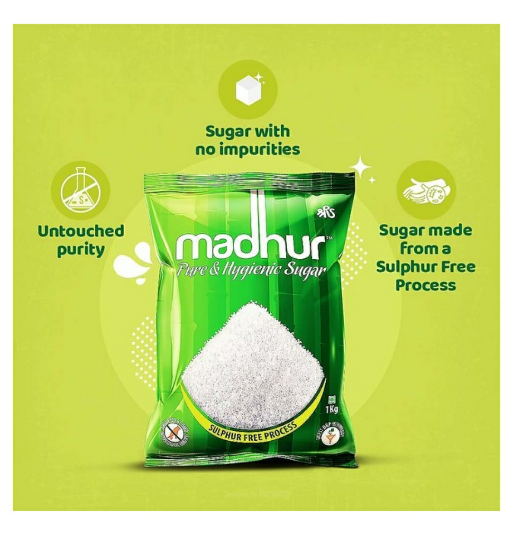 Sugar with
no impurities
Untouched
purity
Sugar made
from a
Sulphur Free
Process
श्री
madhur™
Pure & Hygienic Sugar
1Kg
SULPHUR FREE PROCESS